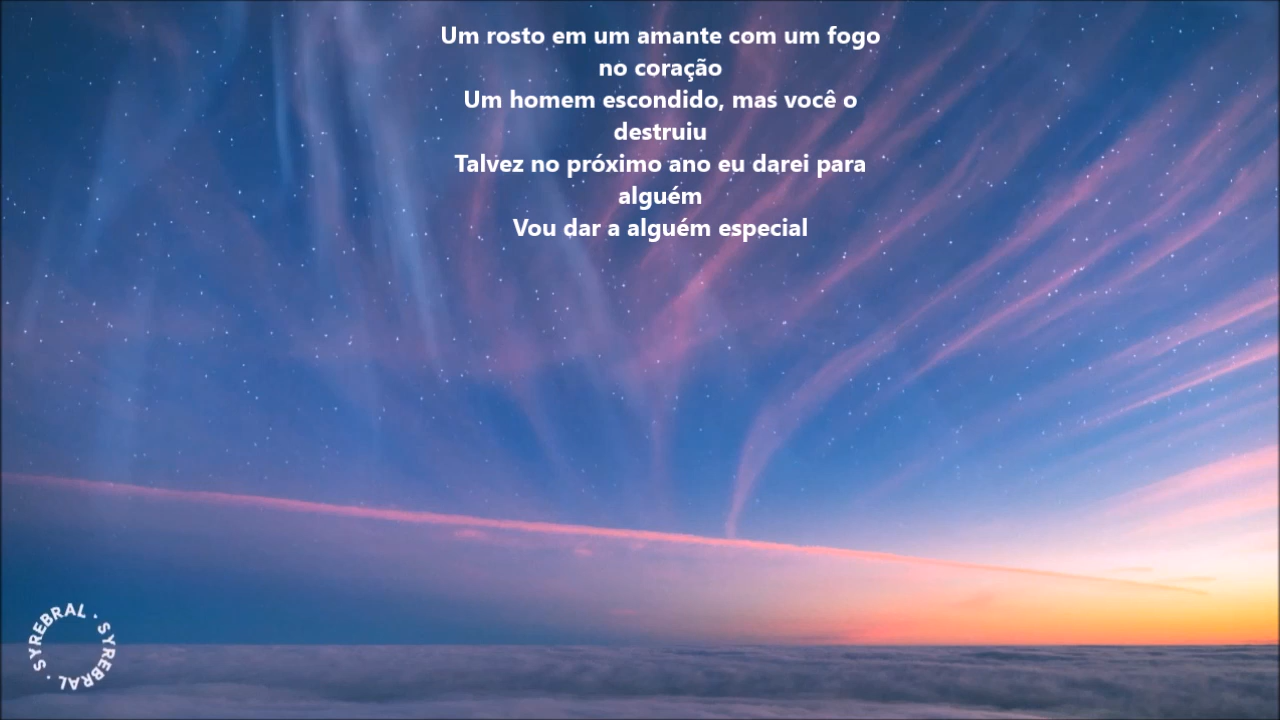 Um rosto em um amante com um fogo
no coração
Um homem escondido, mas você o
destruiu
Talvez no próximo ano eu darei para
alguém
Vou dar a alguém especial
SYREBRAL · SYREBRAL ·